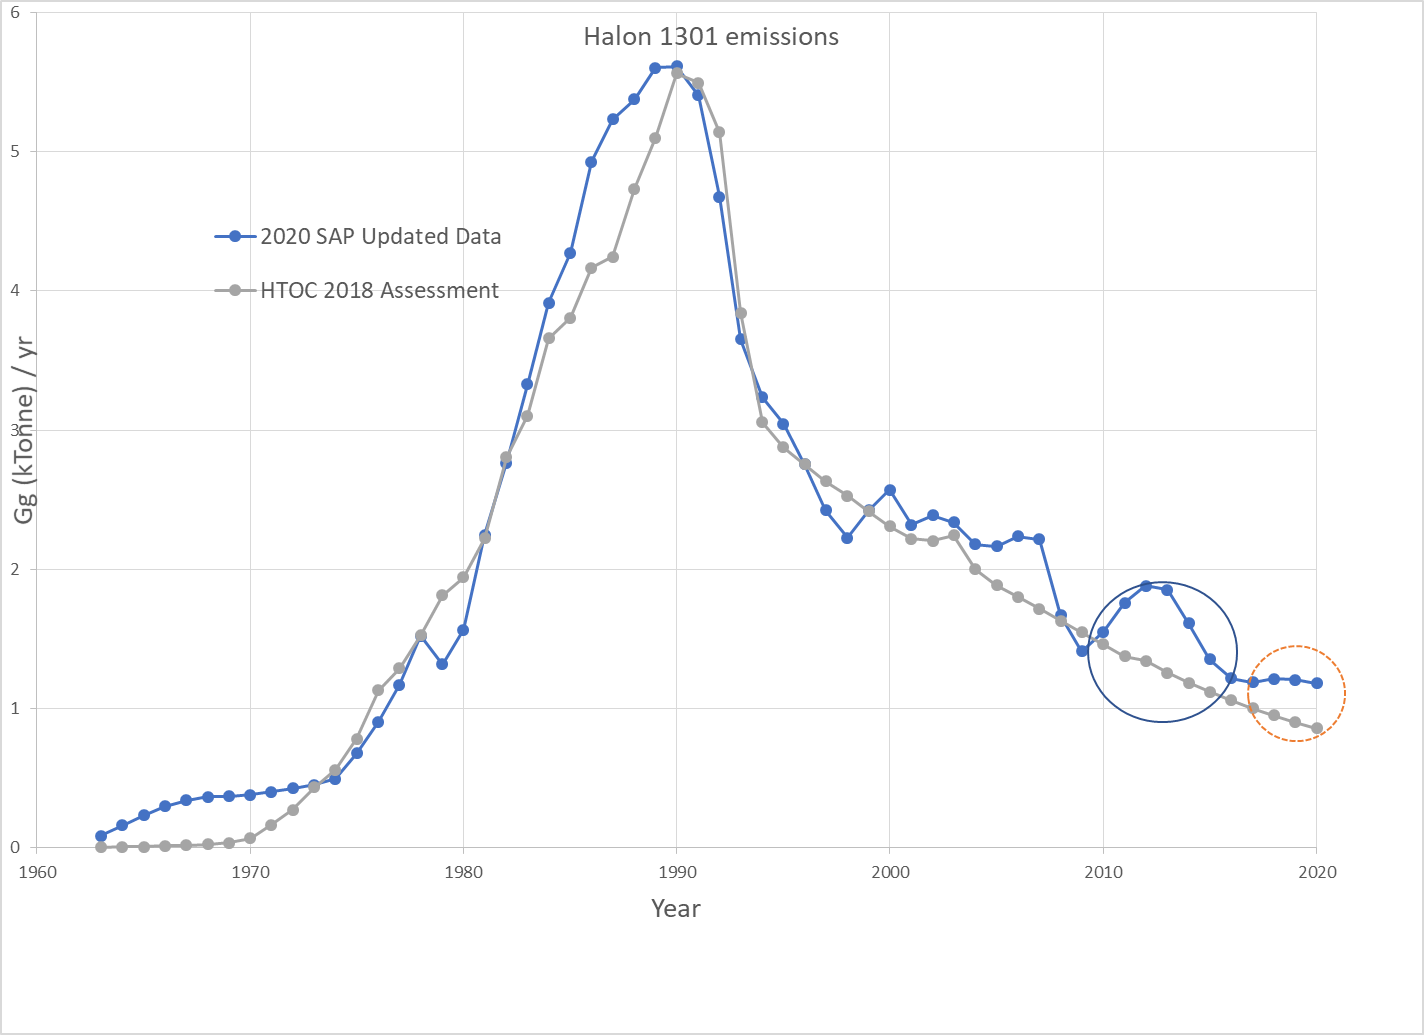 Halon 1301 emissions
6
5
4
3
2
1
0
Gg (kTonne) / yr
2020 SAP Updated Data
HTOC 2018 Assessment
1960 1970 1980 1990 2000 2010 2020
Year